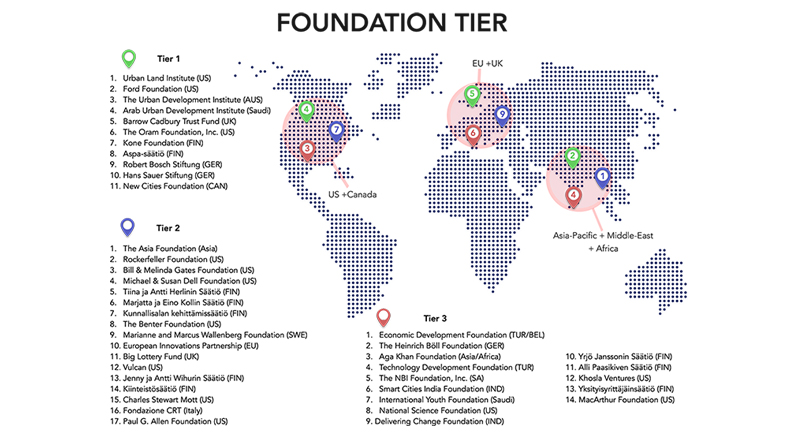 FOUNDATION TIER
Tier 1
1. Urban Land Institute (US)
2. Ford Foundation (US)
3. The Urban Development Institute (AUS)
4. Arab Urban Development Institute (Saudi)
5. Barrow Cadbury Trust Fund (UK)
6. The Oram Foundation, Inc. (US)
7. Kone Foundation (FIN)
8. Aspa-säätiö (FIN)
9. Robert Bosch Stiftung (GER)
10. Hans Sauer Stiftung (GER)
11. New Cities Foundation (CAN)
EU +UK
5
9
6
4
7
3
US +Canada
2
1
4
Asia-Pacific + Middle-East
+ Africa
Tier 2
1. The Asia Foundation (Asia)
2. Rockerfeller Foundation (US)
3. Bill & Melinda Gates Foundation (US)
4. Michael & Susan Dell Foundation (US)
5. Tiina ja Antti Herlinin Säätiö (FIN)
6. Marjatta ja Eino Kollin Säätiö (FIN)
7. Kunnallisalan kehittämissäätiö (FIN)
8. The Benter Foundation (US)
9. Marianne and Marcus Wallenberg Foundation (SWE)
10. European Innovations Partnership (EU)
11. Big Lottery Fund (UK)
12. Vulcan (US)
13. Jenny ja Antti Wihurin Säätiö (FIN)
14. Kiinteistösäätiö (FIN)
15. Charles Stewart Mott (US)
16. Fondazione CRT (Italy)
17. Paul G. Allen Foundation (US)
Tier 3
1. Economic Development Foundation (TUR/BEL)
2. The Heinrich Böll Foundation (GER)
3. Aga Khan Foundation (Asia/Africa)
4. Technology Development Foundation (TUR)
5. The NBI Foundation, Inc. (SA)
6. Smart Cities India Foundation (IND)
7. International Youth Foundation (Saudi)
8. National Science Foundation (US)
9. Delivering Change Foundation (IND)
10. Yrjö Janssonin Säätiö (FIN)
11. Alli Paasikiven Säätiö (FIN)
12. Khosla Ventures (US)
13. Yksityisyrittäjäinsäätiö (FIN)
14. MacArthur Foundation (US)